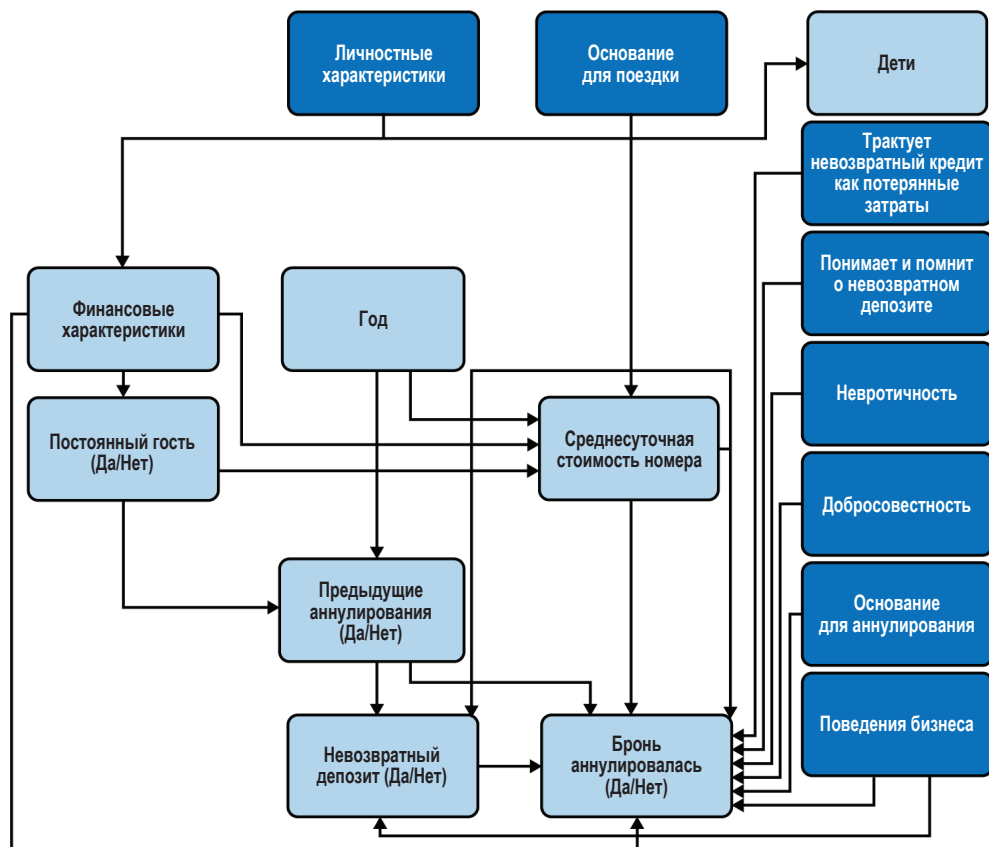 Личностные
характеристики
Основание
для поездки
Дети
Трактует
невозвратный кредит
как потерянные
затраты
Понимает и помнит
о невозвратном
депозите
Финансовые
характеристики
Год
Невротичность
Постоянный гость
(Да/Нет)
Среднесуточная
стоимость номера
Добросовестность
Предыдущие
аннулирования
(Да/Нет)
Основание
для аннулирования
Невозвратный
депозит (Да/Нет)
Бронь
аннулировалась
(Да/Нет)
Поведения бизнеса